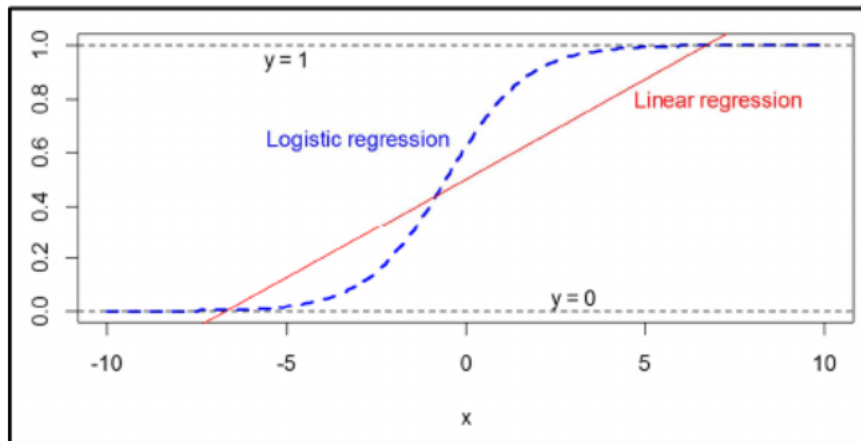 1.0
y = 1
0.8
Linear regression
Logistic regression
0.6
0.4
0.2
y = 0
0.0
-10 -5 0 5 10
x